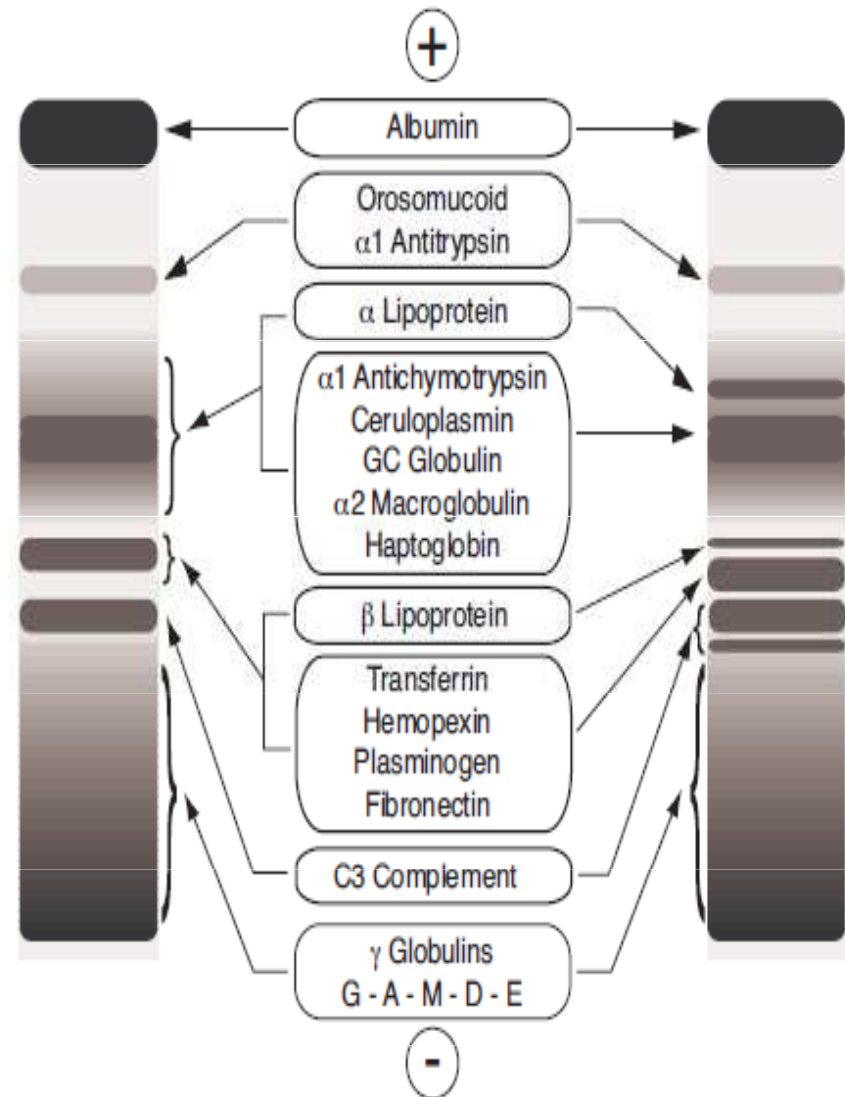 +
Albumin
Orosomucoid
α1 Antitrypsin
α Lipoprotein
α1 Antichymotrypsin
Ceruloplasmin
GC Globulin
α2 Macroglobulin
Haptoglobin
β Lipoprotein
Transferrin
Hemopexin
Plasminogen
Fibronectin
C3 Complement
γ Globulins
G - A - M - D - E
-